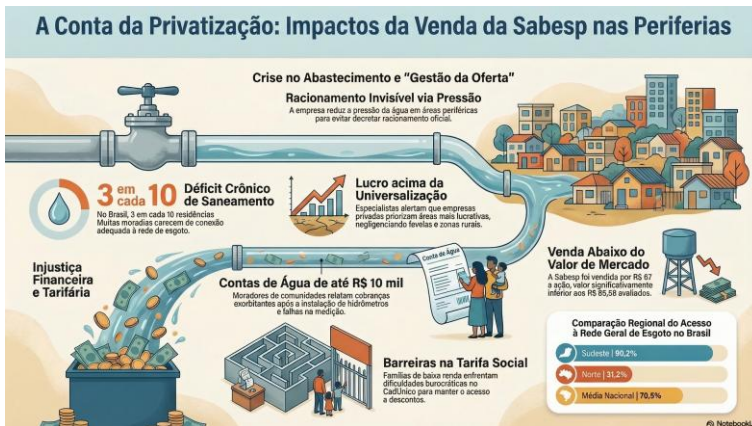 A Conta da Privatização: Impactos da Venda da Sabesp nas Periferias
Crise no Abastecimento e “Gestão da Oferta”
Racionamento Invisível via Pressão
A empresa reduz a pressão da água em áreas periféricas
para evitar decretar racionamento oficial.
3 em
cada 10
Déficit Crônico
de Saneamento
No Brasil, 3 em cada 10 residências
Muitas moradias carecem de conexão
adequada à rede de esgoto.
Lucro acima da
Universalização
Especialistas alertam que empresas
privadas priorizam áreas mais lucrativas,
negligenciando fevelas e zonas rurais.
Injustiça
Financeira
e Tarifária
Contas de Água de até R$ 10 mil
Moradores de comunidades relatam cobranças
exorbitantes após a instalação de hidrômetros
e falhas na medição.
Conta de Água
Venda Abaixo do
Valor de Mercado
A Sabesp foi vendida por R$ 67
a ação, valor significativamente
inferior aos R$ 85,58 avaliados.
Barreiras na Tarifa Social
Famílias de baixa renda enfrentam
dificuldades burocráticas no
CadÚnico para manter o acesso
a descontos.
Comparação Regional do Acesso
à Rede Geral de Esgoto no Brasil
Sudeste | 90,2%
Norte | 31,2%
Média Nacional | 70,5%